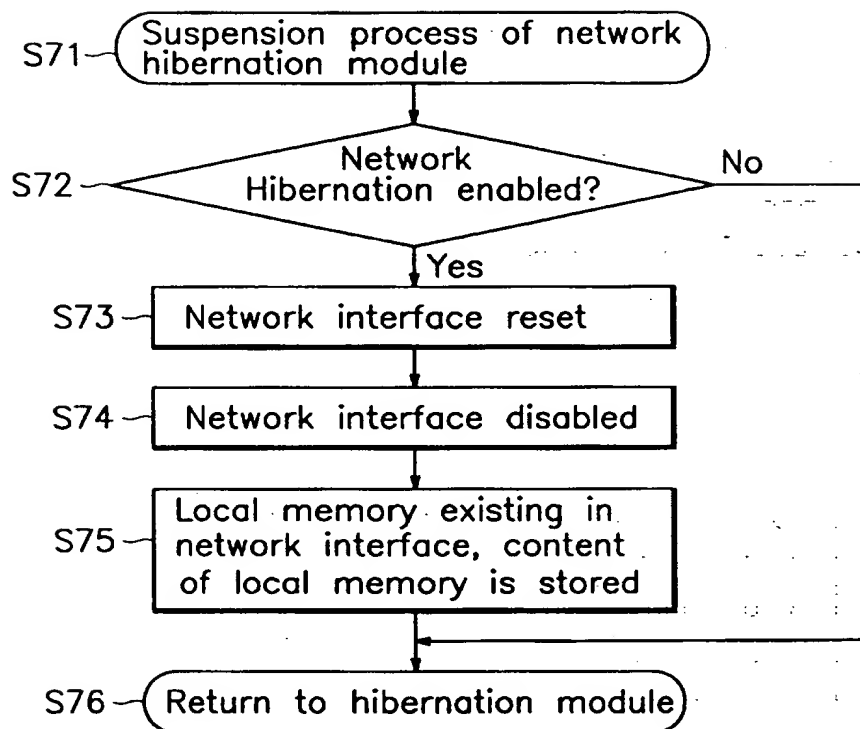 S71
Suspension process of network
hibernation module
S72
Network
Hibernation enabled?
No
Yes
S73
Network interface reset
S74
Network interface disabled
S75
Local memory existing in
network interface, content
of local memory is stored
S76
Return to hibernation module